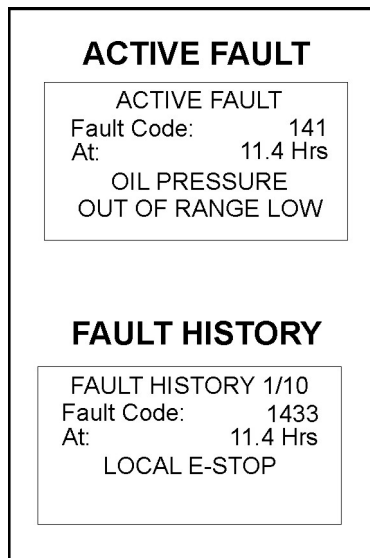 ACTIVE FAULT
ACTIVE FAULT
Fault Code: 141
At: 11.4 Hrs
OIL PRESSURE
OUT OF RANGE LOW
FAULT HISTORY
FAULT HISTORY 1/10
Fault Code: 1433
At: 11.4 Hrs
LOCAL E-STOP